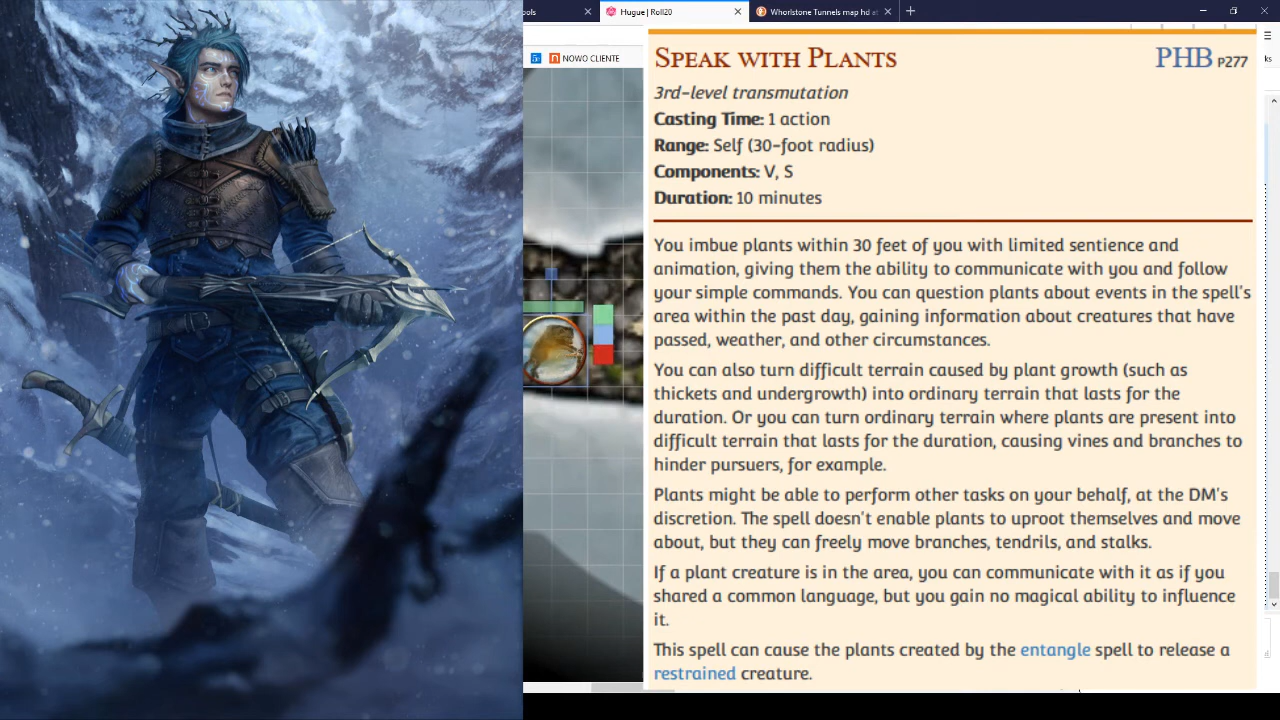 ools
Hugue | Roll20
Whorlstone Tunnels map hd at
NOWO CLIENTE
ks
SPEAK WITH PLANTS
PHB P277
3rd-level transmutation
Casting Time: 1 action
Range: Self (30-foot radius)
Components: V, S
Duration: 10 minutes
You imbue plants within 30 feet of you with limited sentience and
animation, giving them the ability to communicate with you and follow
your simple commands. You can question plants about events in the spell's
area within the past day, gaining information about creatures that have
passed, weather, and other circumstances.
You can also turn difficult terrain caused by plant growth (such as
thickets and undergrowth) into ordinary terrain that lasts for the
duration. Or you can turn ordinary terrain where plants are present into
difficult terrain that lasts for the duration, causing vines and branches to
hinder pursuers, for example.
Plants might be able to perform other tasks on your behalf, at the DM's
discretion. The spell doesn't enable plants to uproot themselves and move
about, but they can freely move branches, tendrils, and stalks.
If a plant creature is in the area, you can communicate with it as if you
shared a common language, but you gain no magical ability to influence
it.
This spell can cause the plants created by the entangle spell to release a
restrained creature.